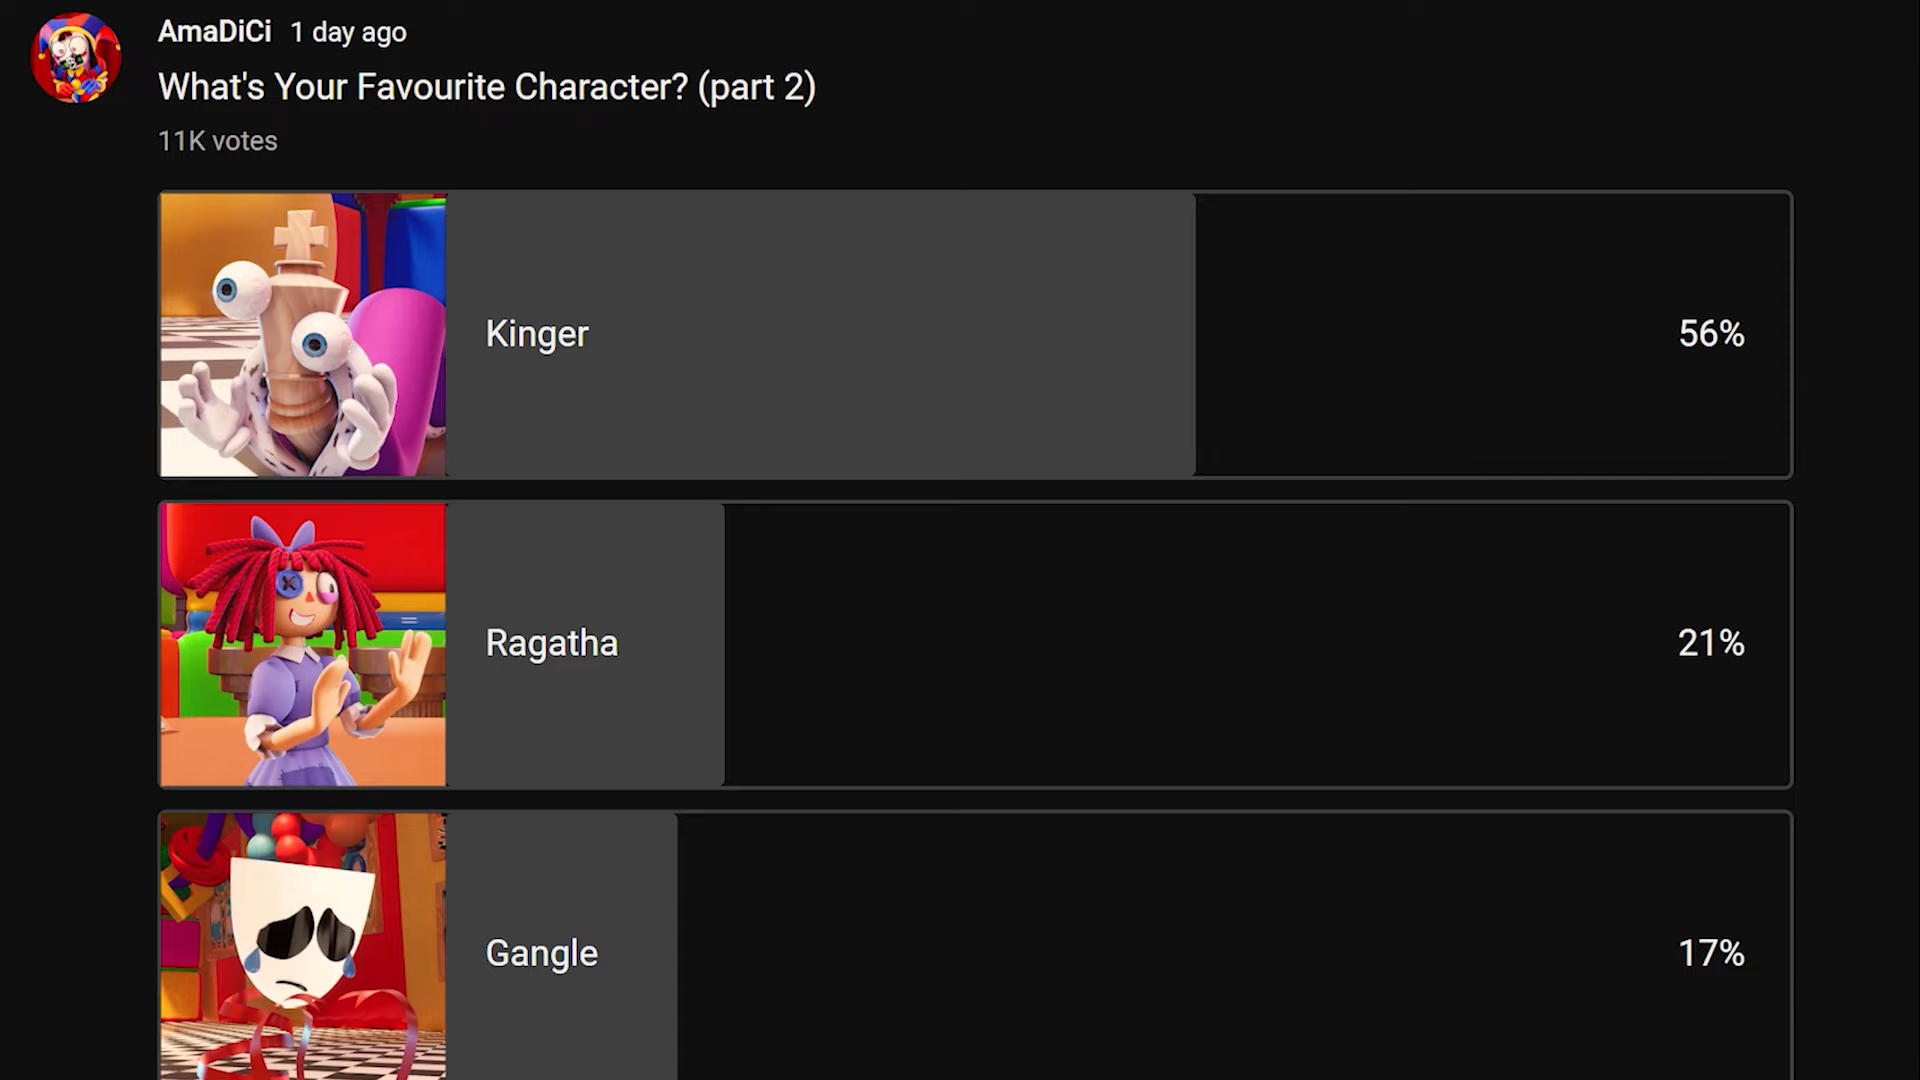 AmaDiCi 1 day ago
What's Your Favourite Character? (part 2)
11K votes
Kinger 56%
Ragatha 21%
Gangle 17%